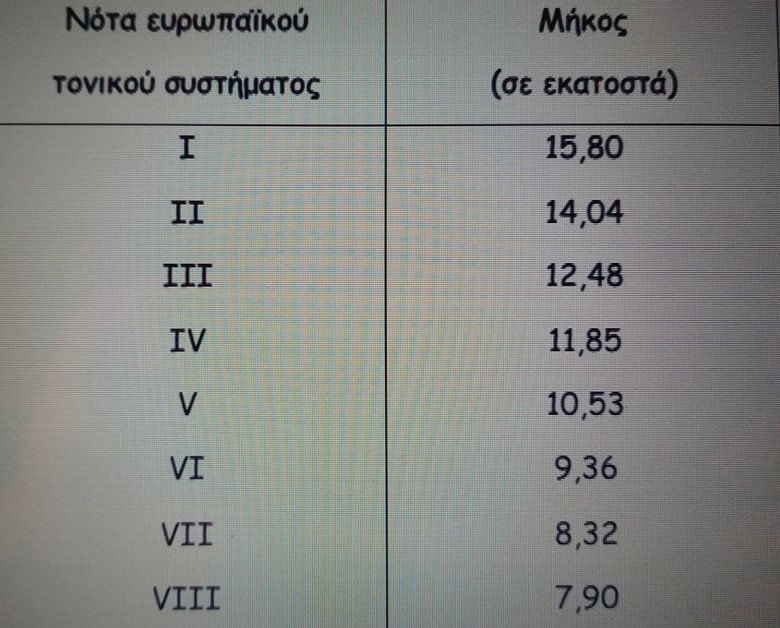 Νότα ευρωπαϊκού Μήκος
τονικού συστήματος (σε εκατοστά)
I 15,80
II 14,04
III 12,48
IV 11,85
V 10,53
VI 9,36
VII 8,32
VIII 7,90